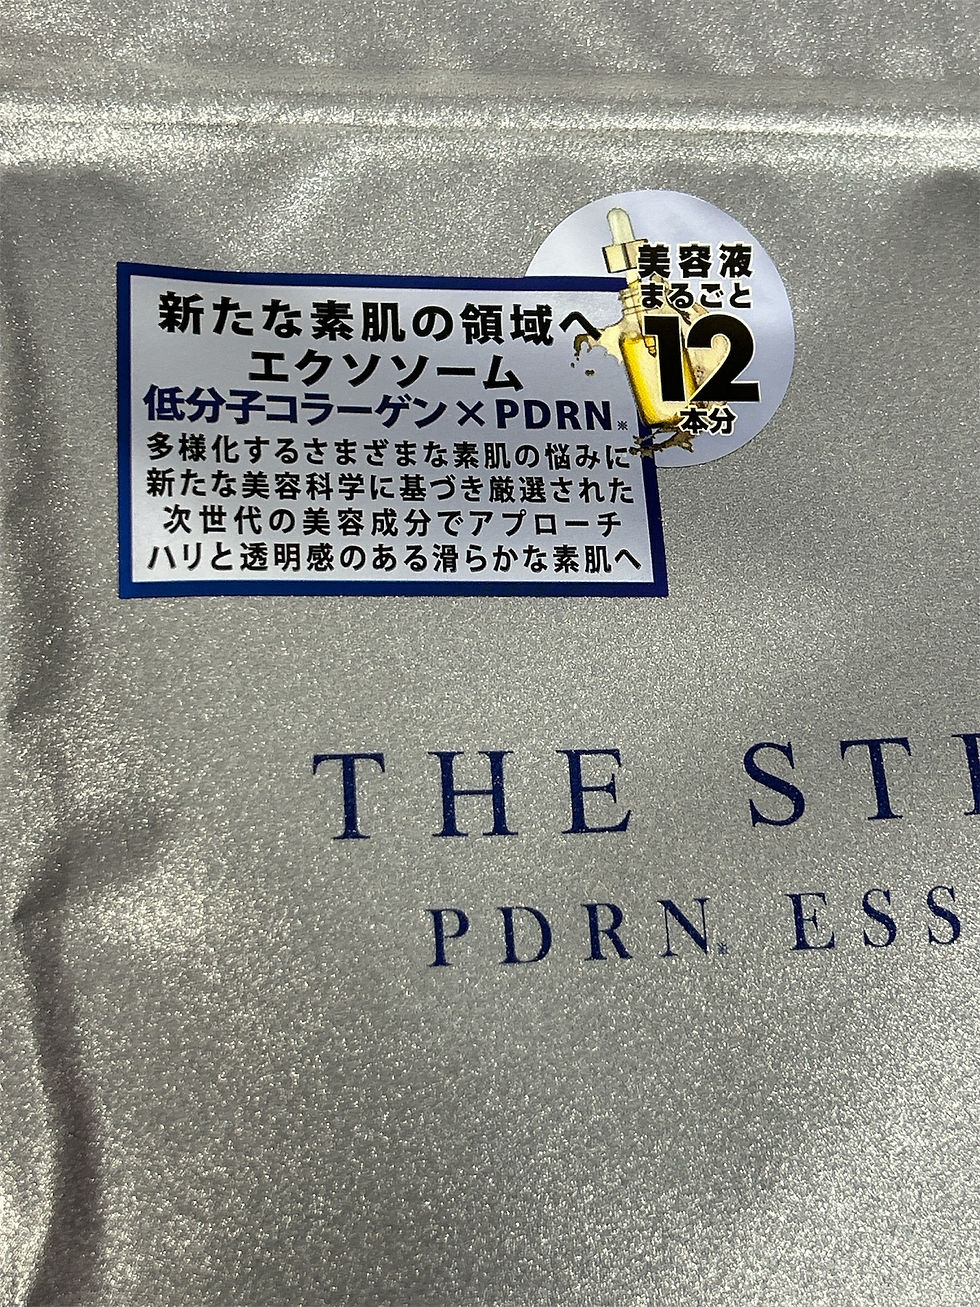 美容液
まるごと
12
本分
新たな素肌の領域へ
エクソソーム
低分子コラーゲン×PDRN※
多様化するさまざまな素肌の悩みに
新たな美容科学に基づき厳選された
次世代の美容成分でアプローチ
ハリと透明感のある滑らかな素肌へ
THE
PDRN※